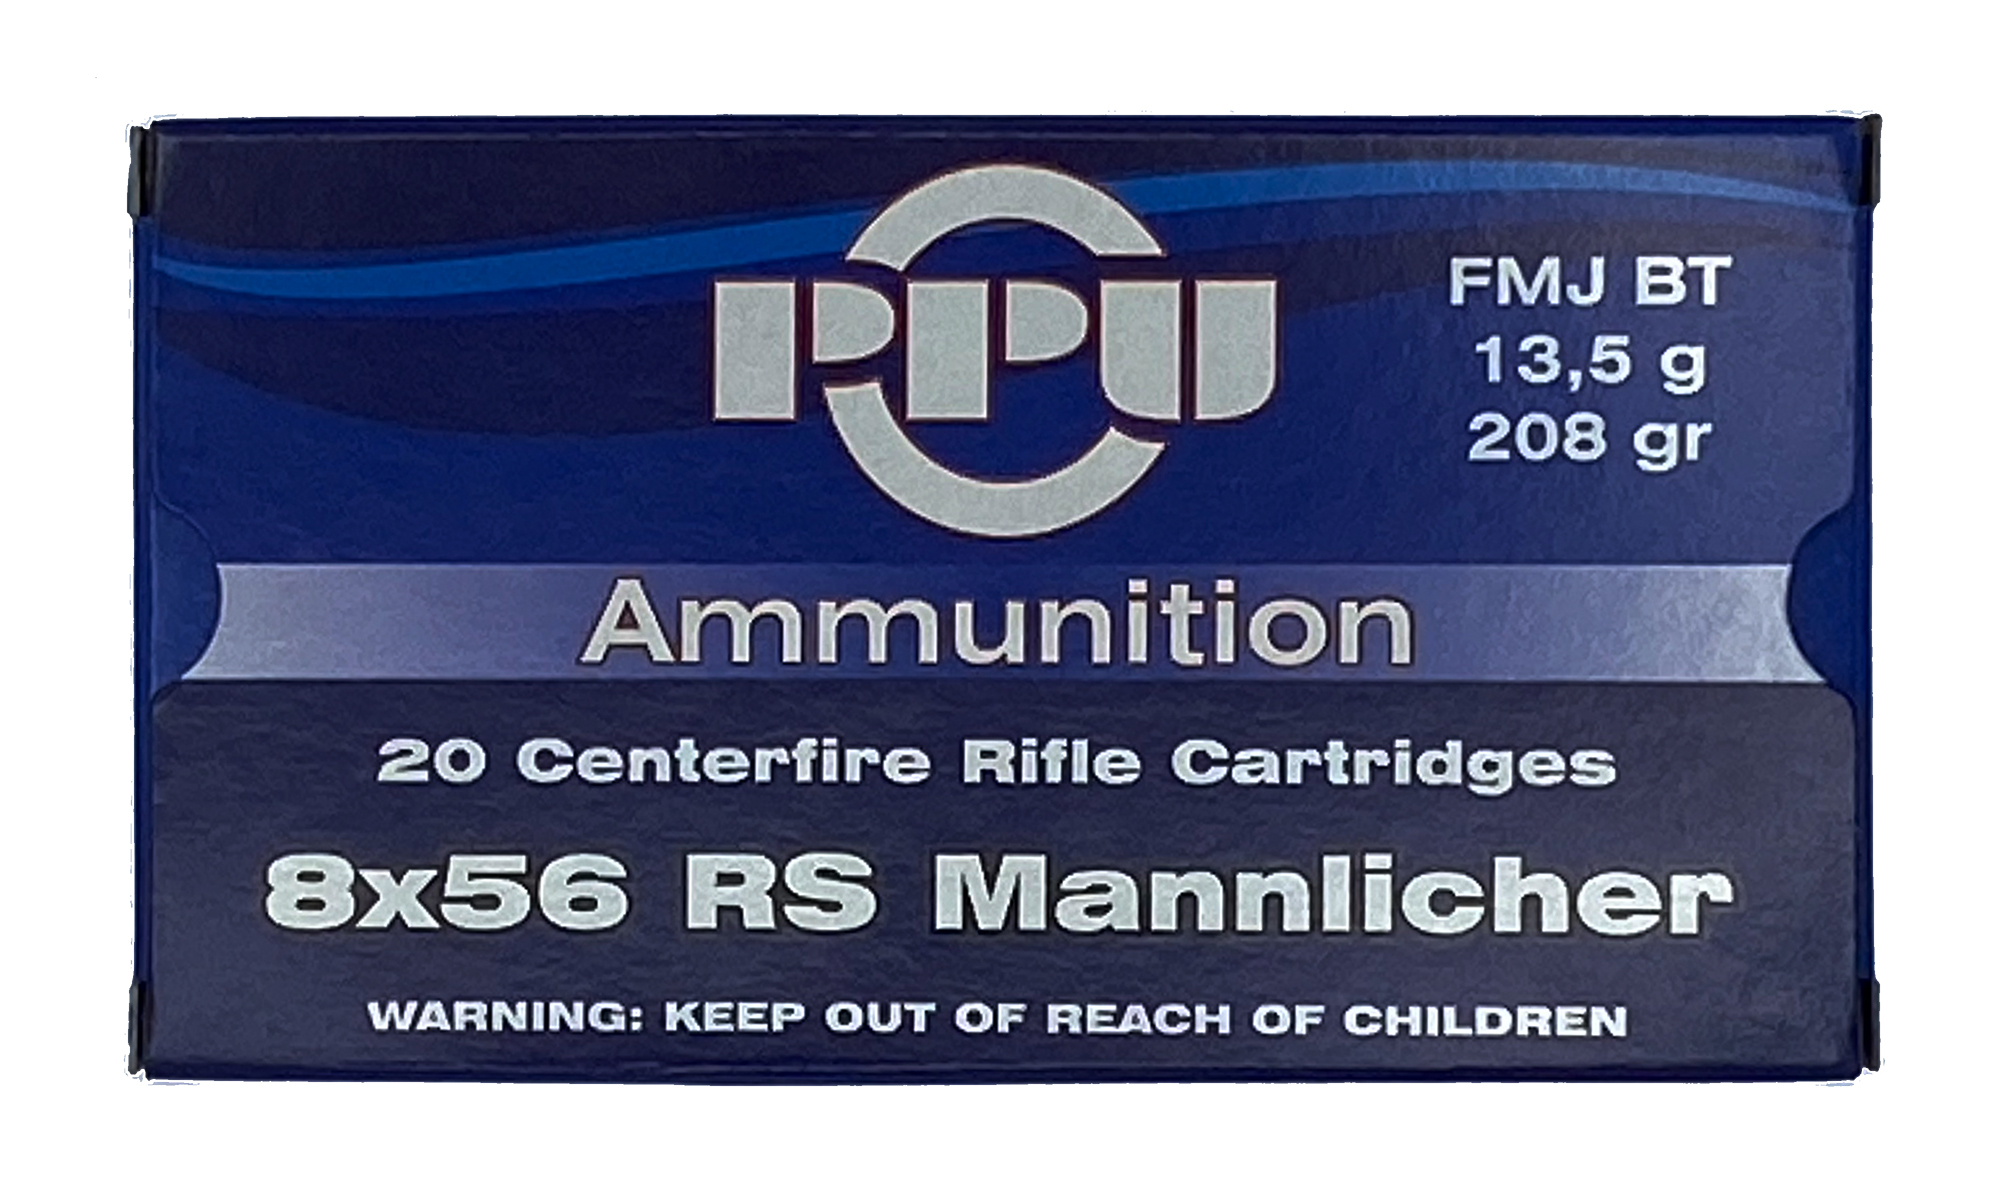 PPU
FMJ BT
13,5 g
208 gr
Ammunition
20 Centerfire Rifle Cartridges
8x56 RS Mannlicher
WARNING: KEEP OUT OF REACH OF CHILDREN